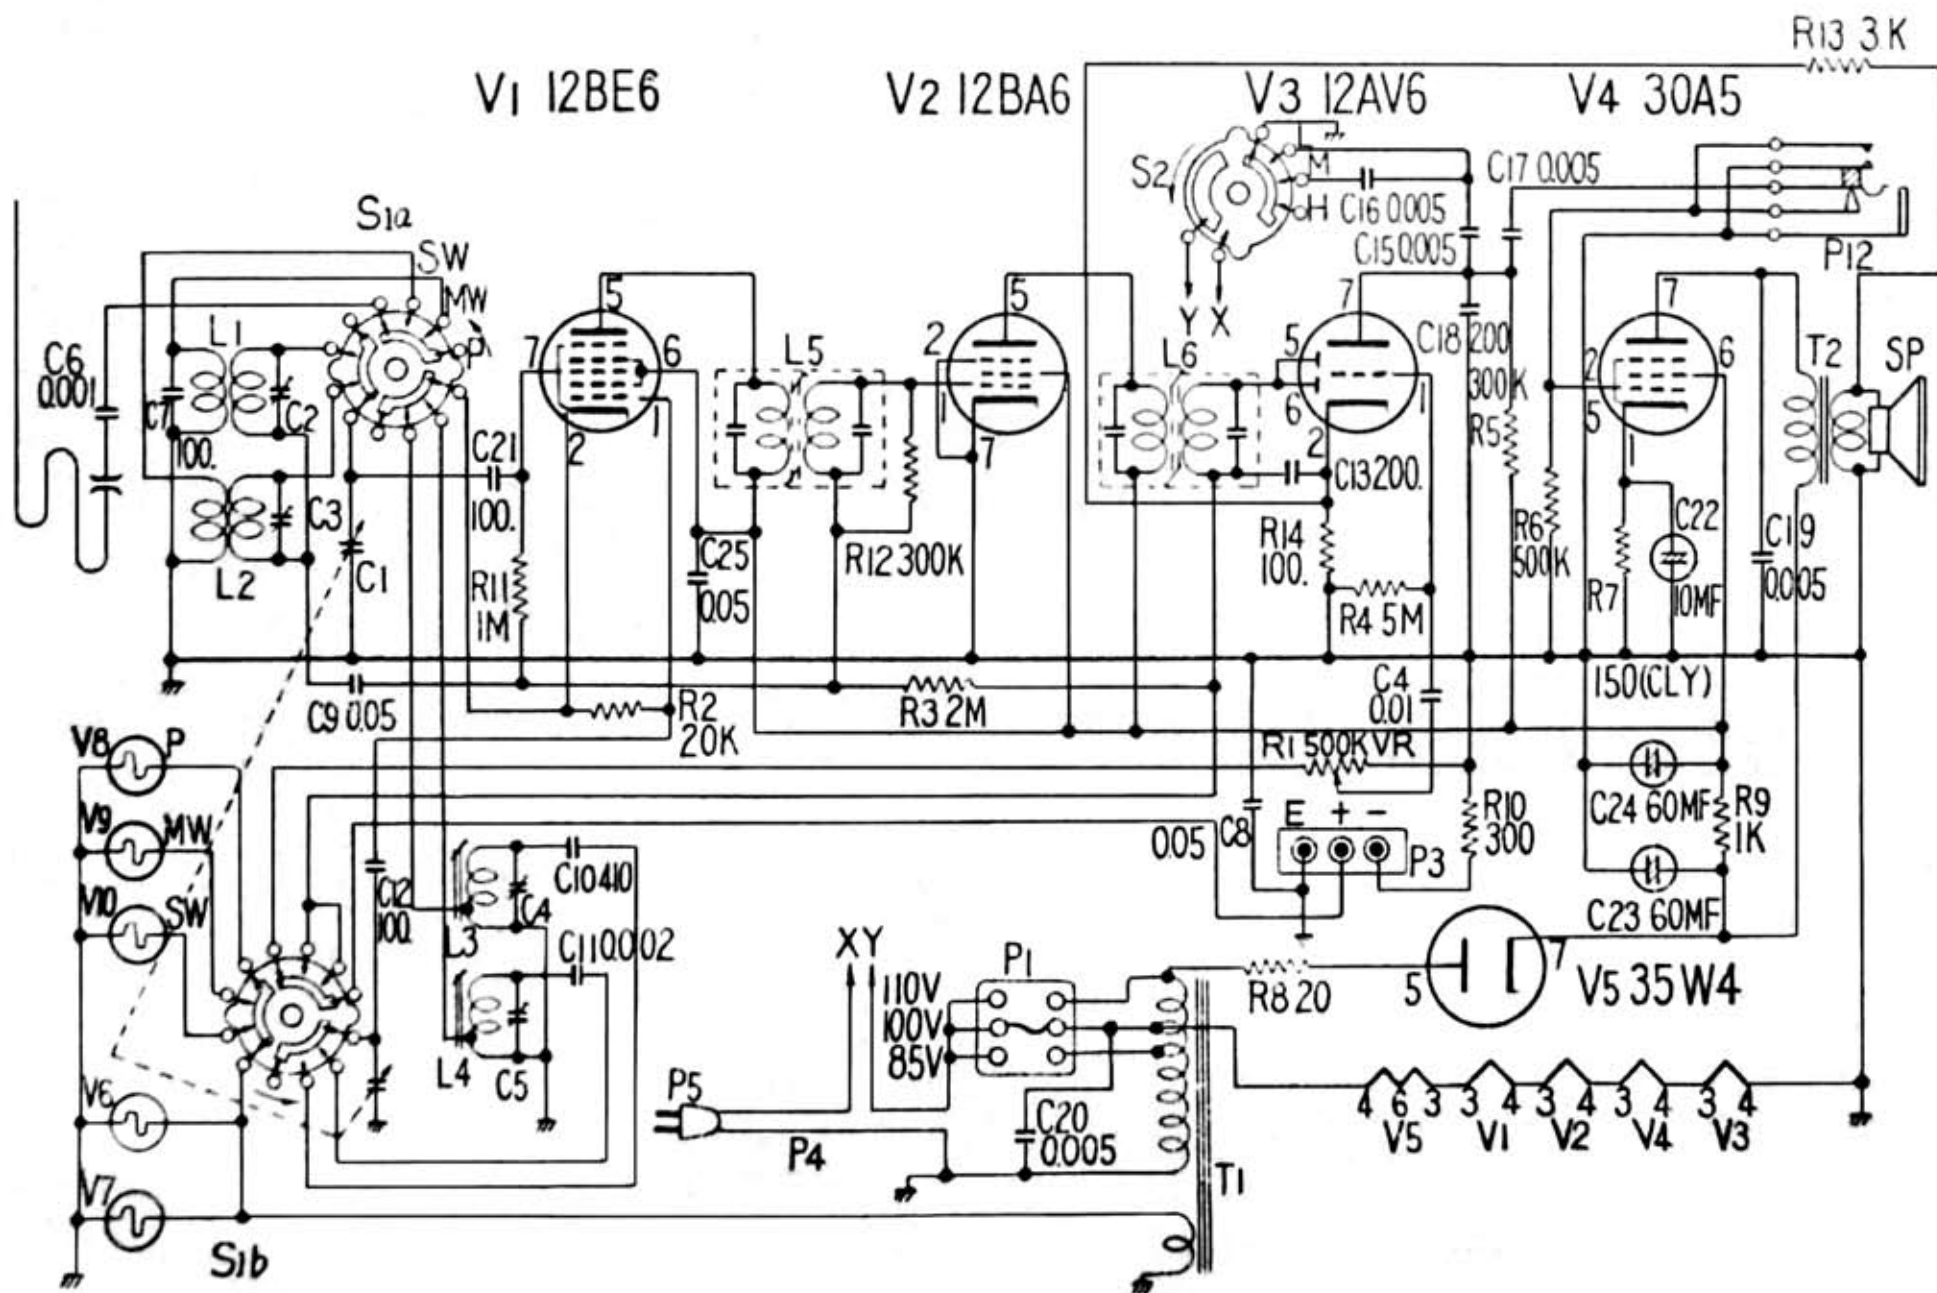 R13 3K
V1 12BE6
V2 12BA6
V3 12AV6
V4 30A5
S2
M
H
C16 0.005
C15 0.005
C17 0.005
P12
S1a
SW
MW
P
L1
C6
0.001
C7
100.
C2
L2
C3
C1
C21
100.
R11
1M
7
5
6
2
1
L5
C25
0.05
R12 300K
5
2
1
7
Y X
L6
7
5
6
2
1
C18 200
300K
R5
C13 200.
R14
100.
R4 5M
7
2
5
6
1
R6
500K
R7
C22
10MF
C19
0.005
T2
SP
150(CLY)
C9 0.05
R2
20K
R3 2M
C4
0.01
R1 500K VR
V8
P
V9
MW
V10
SW
V6
V7
S1b
C12
100.
L3
C4
C10 410
C11 0.002
L4
C5
0.05
C8
E + -
P3
R10
300
C24 60MF
R9
1K
C23 60MF
X Y
P1
110V
100V
85V
R8 20
5
7
V5 35W4
P5
P4
C20
0.005
T1
4 6 3 3 4 3 4 3 4 3 4
V5 V1 V2 V4 V3